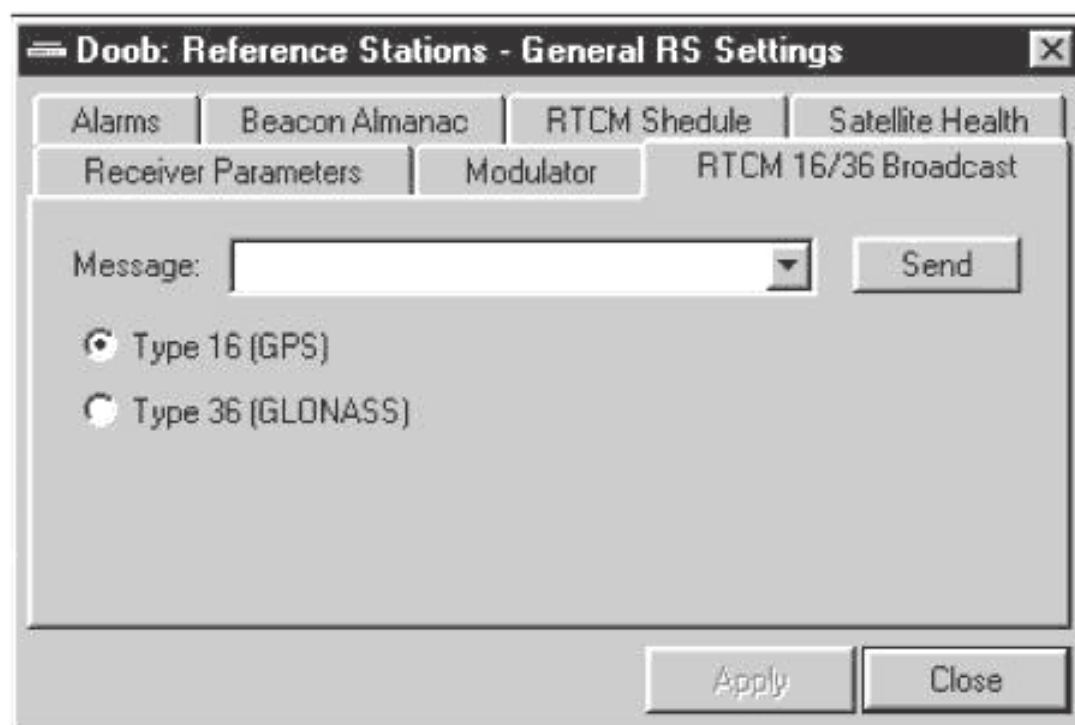 Doob: Reference Stations - General RS Settings
Alarms Beacon Almanac RTCM Shedule Satellite Health
Receiver Parameters Modulator RTCM 16/36 Broadcast
Message: Send
Type 16 (GPS)
Type 36 (GLONASS)
Apply Close